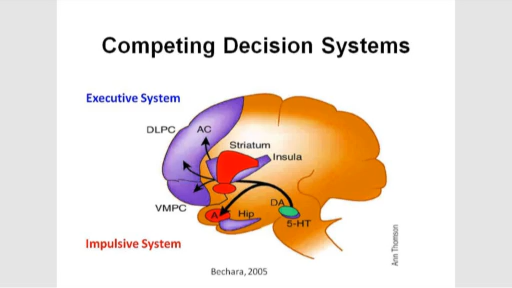 Competing Decision Systems
Executive System
DLPC
AC
Striatum
Insula
VMPC
A
Hip
DA
5-HT
Impulsive System
Ann Thomson
Bechara, 2005